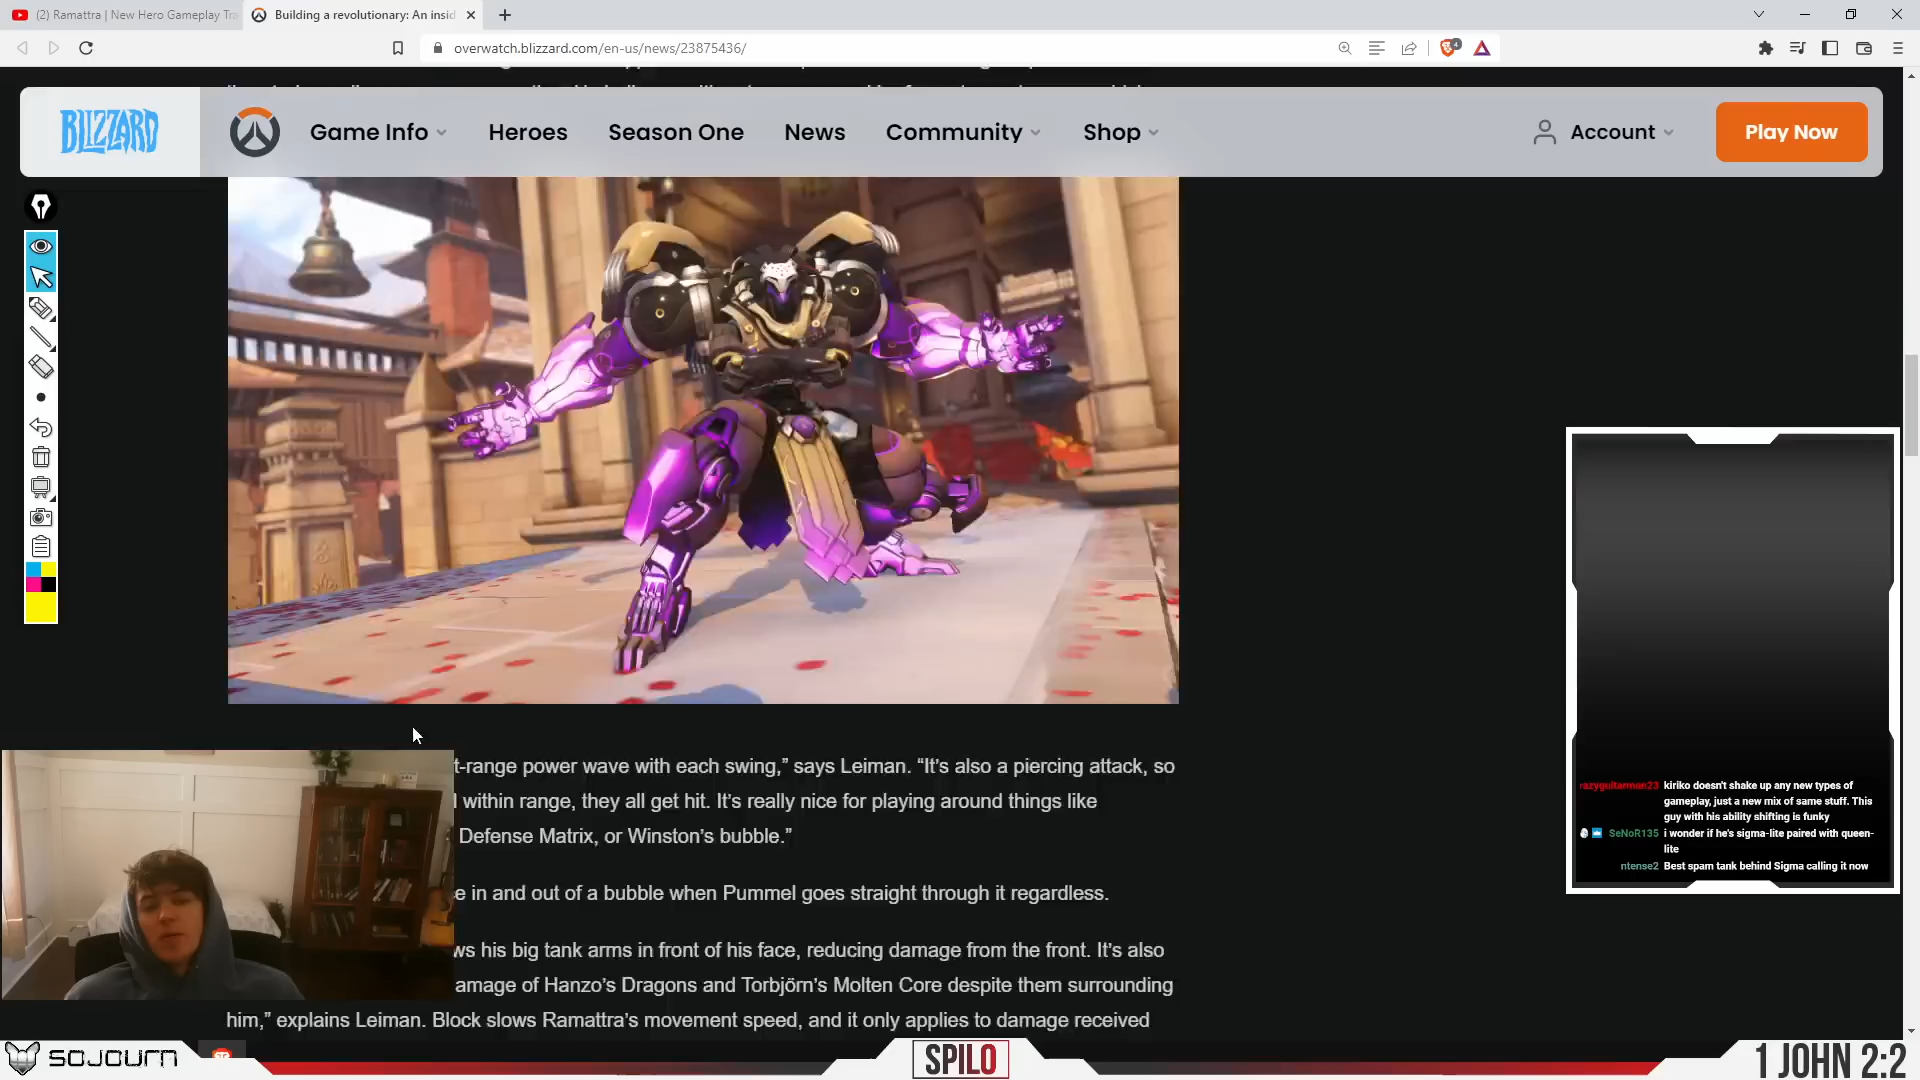 (2) Ramattra | New Hero Gameplay Tra
Building a revolutionary: An insid
overwatch.blizzard.com/en-us/news/23875436/
4
BLIZZARD
Game Info
Heroes
Season One
News
Community
Shop
Account
Play Now
t-range power wave with each swing,” says Leiman. “It’s also a piercing attack, so
within range, they all get hit. It’s really nice for playing around things like
Defense Matrix, or Winston’s bubble.”
e in and out of a bubble when Pummel goes straight through it regardless.
ws his big tank arms in front of his face, reducing damage from the front. It’s also
amage of Hanzo’s Dragons and Torbjörn’s Molten Core despite them surrounding
him,” explains Leiman. Block slows Ramattra’s movement speed, and it only applies to damage received
razyguitarman23 kiriko doesn't shake up any new types of
gameplay, just a new mix of same stuff. This
guy with his ability shifting is funky
SeNoR135 i wonder if he's sigma-lite paired with queen-
lite
ntense2 Best spam tank behind Sigma calling it now
SOJOURN
SPILO
1 JOHN 2:2